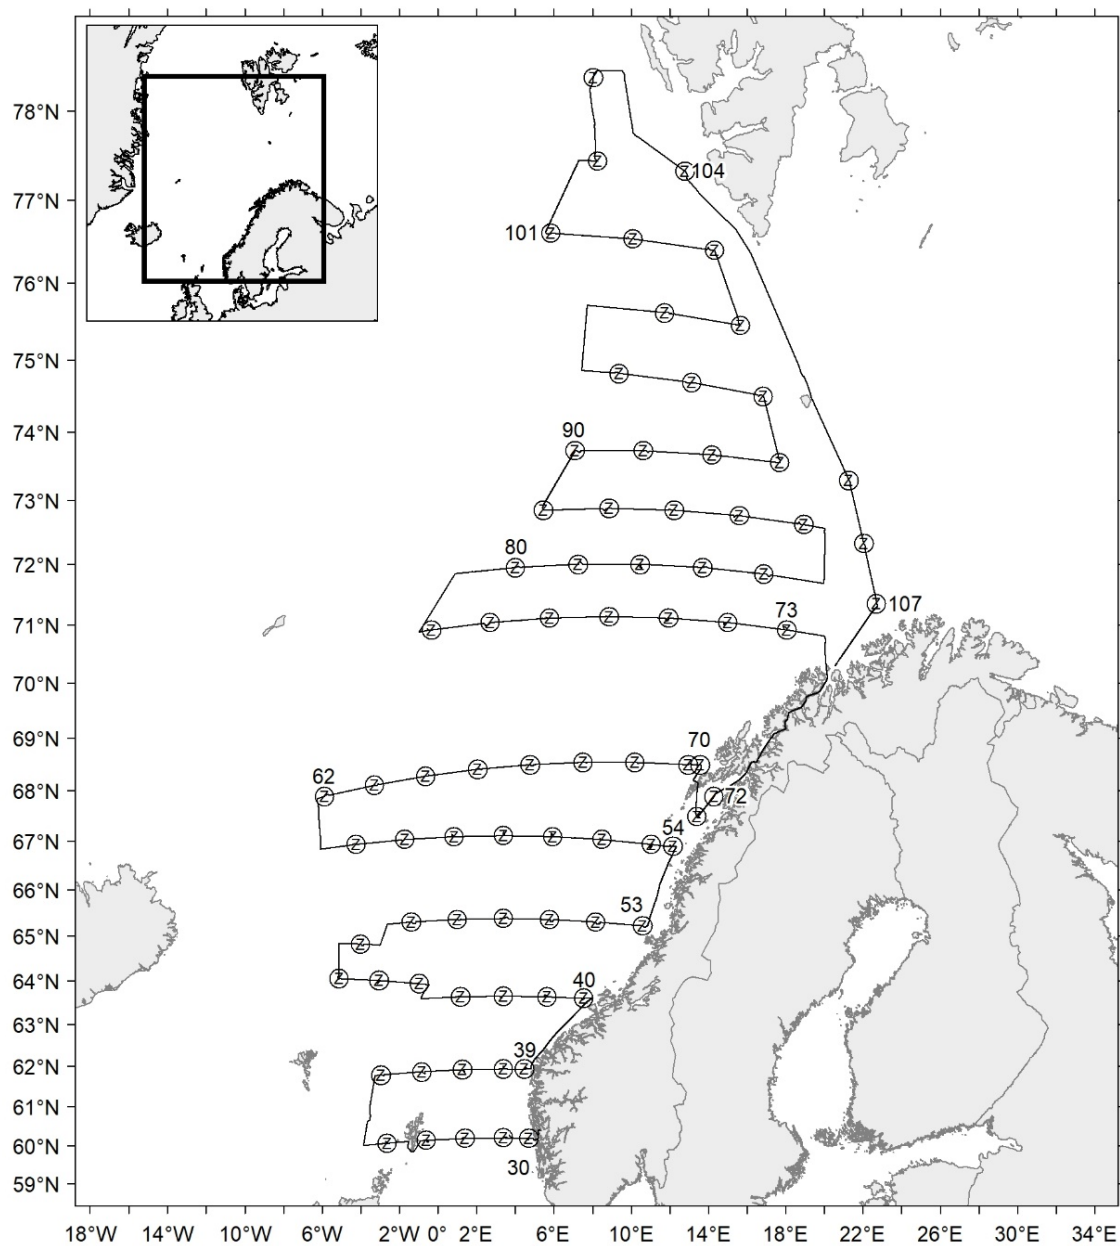 Z
78°N
Z
Z 104
77°N
101 Z Z Z
76°N
Z Z
75°N
Z Z Z
74°N
90
Z Z Z Z
Z
73°N
Z Z Z Z Z
Z
80
72°N
Z Z Z Z Z
Z 107
73
71°N
Z Z Z Z Z Z Z
70°N
69°N
70
62
Z Z Z Z Z Z Z Z Z
68°N
Z 72
Z
54
67°N
Z Z Z Z Z Z Z Z
66°N
53
Z Z Z Z Z Z
65°N
Z
64°N
Z Z Z
40
Z Z Z Z
63°N
39
62°N
Z Z Z Z Z
61°N
60°N
Z Z Z Z Z
30
59°N
18°W 14°W 10°W 6°W 2°W 0° 2°E 6°E 10°E 14°E 18°E 22°E 26°E 30°E 34°E